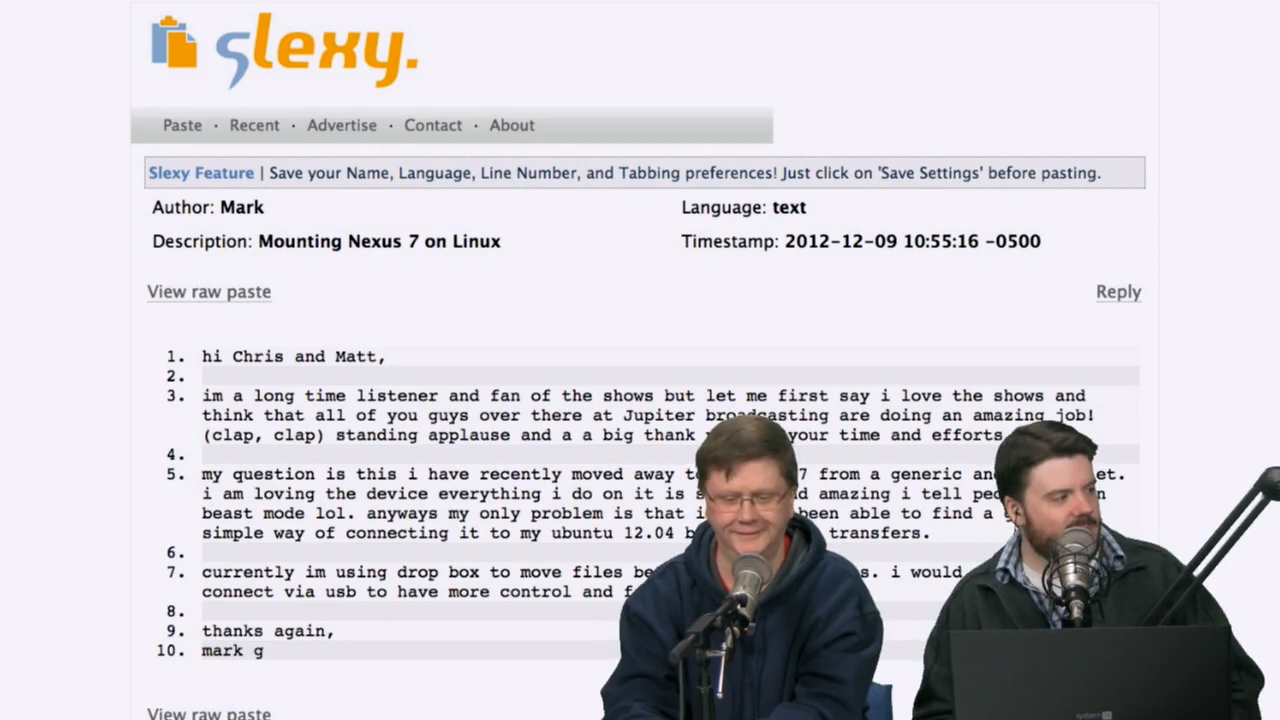 slexy.
Paste · Recent · Advertise · Contact · About
Slexy Feature | Save your Name, Language, Line Number, and Tabbing preferences! Just click on 'Save Settings' before pasting.
Author: Mark
Language: text
Description: Mounting Nexus 7 on Linux
Timestamp: 2012-12-09 10:55:16 -0500
View raw paste
Reply
1. hi Chris and Matt,
2.
3. im a long time listener and fan of the shows but let me first say i love the shows and
think that all of you guys over there at Jupiter broadcasting are doing an amazing job!
(clap, clap) standing applause and a a big thank your time and efforts
4.
5. my question is this i have recently moved away 7 from a generic
i am loving the device everything i do on it is amazing i tell
beast mode lol. anyways my only problem is that been able to find a
simple way of connecting it to my ubuntu 12.04 transfers.
6.
7. currently im using drop box to move files i would
connect via usb to have more control and
8.
9. thanks again,
10. mark g
View raw paste